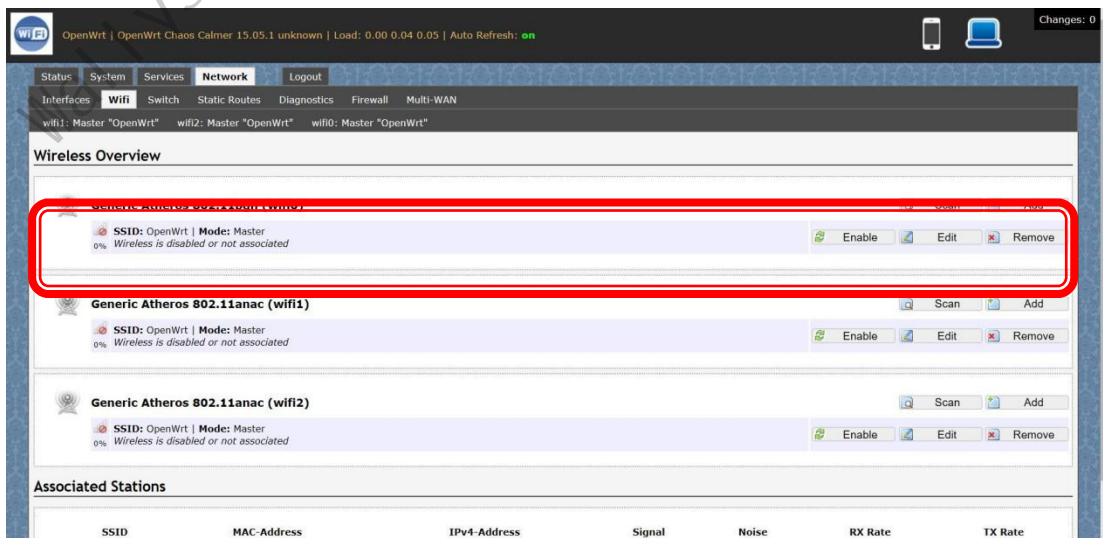 WiFi OpenWrt | OpenWrt Chaos Calmer 15.05.1 unknown | Load: 0.00 0.04 0.05 | Auto Refresh: on Changes: 0
Status System Services Network Logout
Interfaces Wifi Switch Static Routes Diagnostics Firewall Multi-WAN
wifi1: Master "OpenWrt" wifi2: Master "OpenWrt" wifi0: Master "OpenWrt"
Wireless Overview
Generic Atheros Scan Add
SSID: OpenWrt | Mode: Master
0% Wireless is disabled or not associated Enable Edit Remove
Generic Atheros 802.11anac (wifi1) Scan Add
SSID: OpenWrt | Mode: Master
0% Wireless is disabled or not associated Enable Edit Remove
Generic Atheros 802.11anac (wifi2) Scan Add
SSID: OpenWrt | Mode: Master
0% Wireless is disabled or not associated Enable Edit Remove
Associated Stations
SSID MAC-Address IPv4-Address Signal Noise RX Rate TX Rate